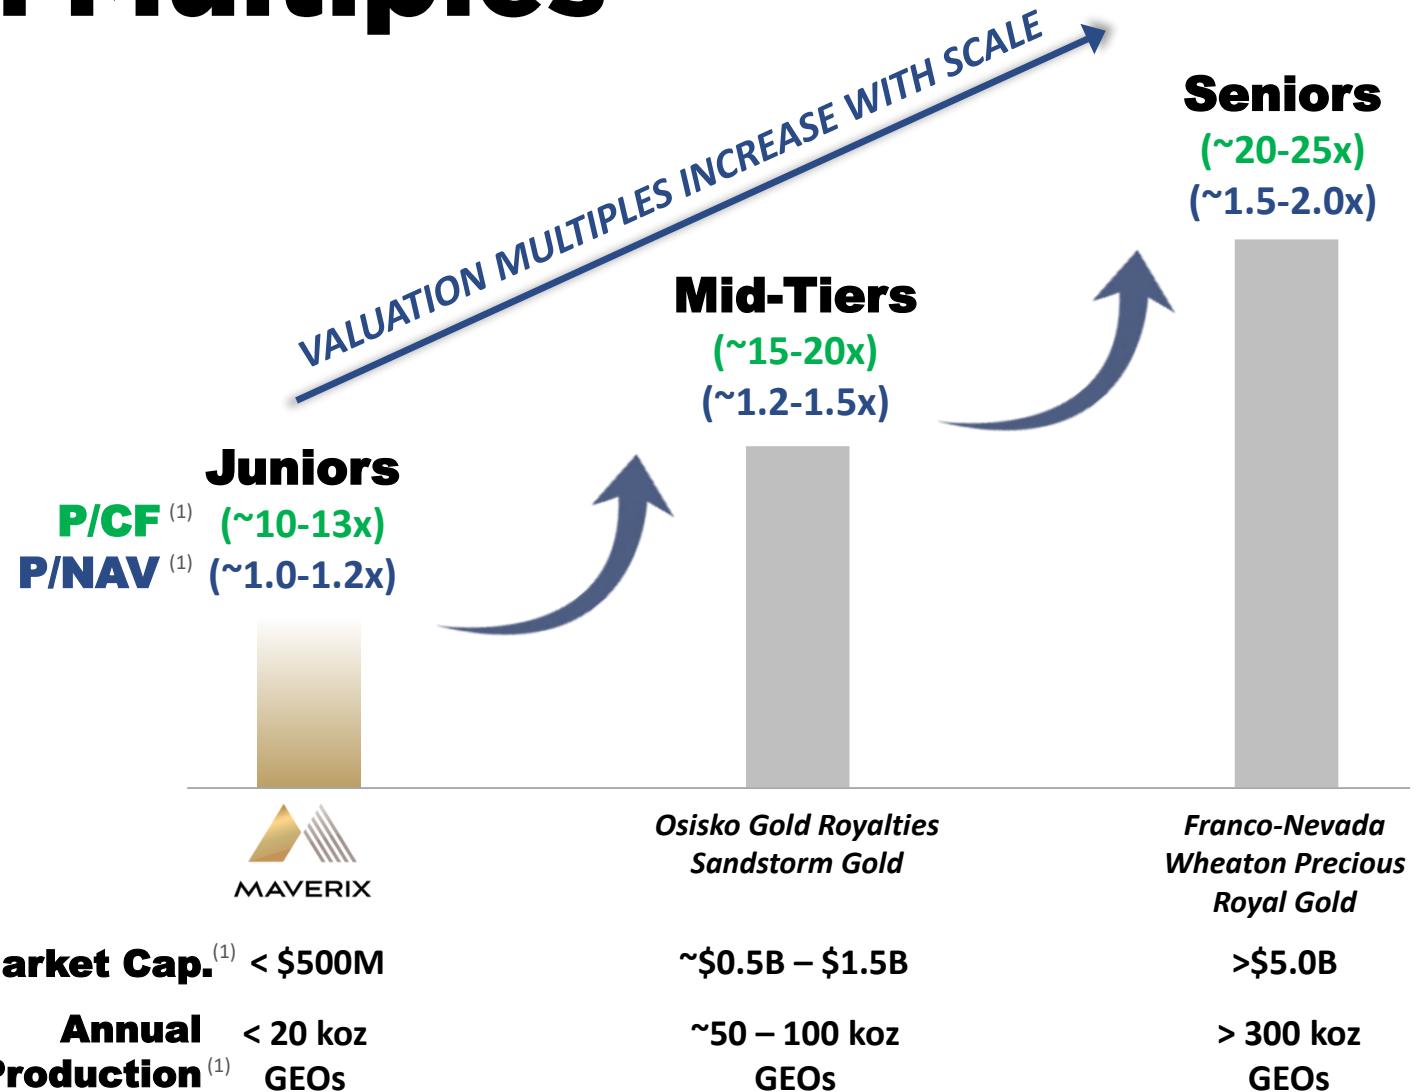 Multiples
VALUATION MULTIPLES INCREASE WITH SCALE
Seniors
(~20-25x)
(~1.5-2.0x)
Mid-Tiers
(~15-20x)
(~1.2-1.5x)
Juniors
P/CF (1) (~10-13x)
P/NAV (1) (~1.0-1.2x)
MAVERIX
Osisko Gold Royalties
Sandstorm Gold
Franco-Nevada
Wheaton Precious
Royal Gold
arket Cap. (1) < $500M ~$0.5B – $1.5B >$5.0B
Annual < 20 koz ~50 – 100 koz > 300 koz
Production (1) GEOs GEOs GEOs